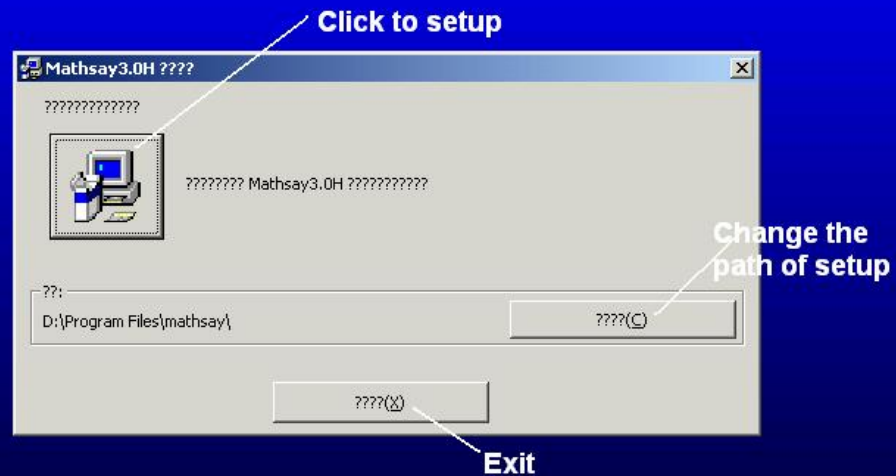 Click to setup
Mathsay3.0H ????
?????????????
???????? Mathsay3.0H ???????????
Change the
path of setup
??:
D:\Program Files\mathsay\
????(C)
????(X)
Exit